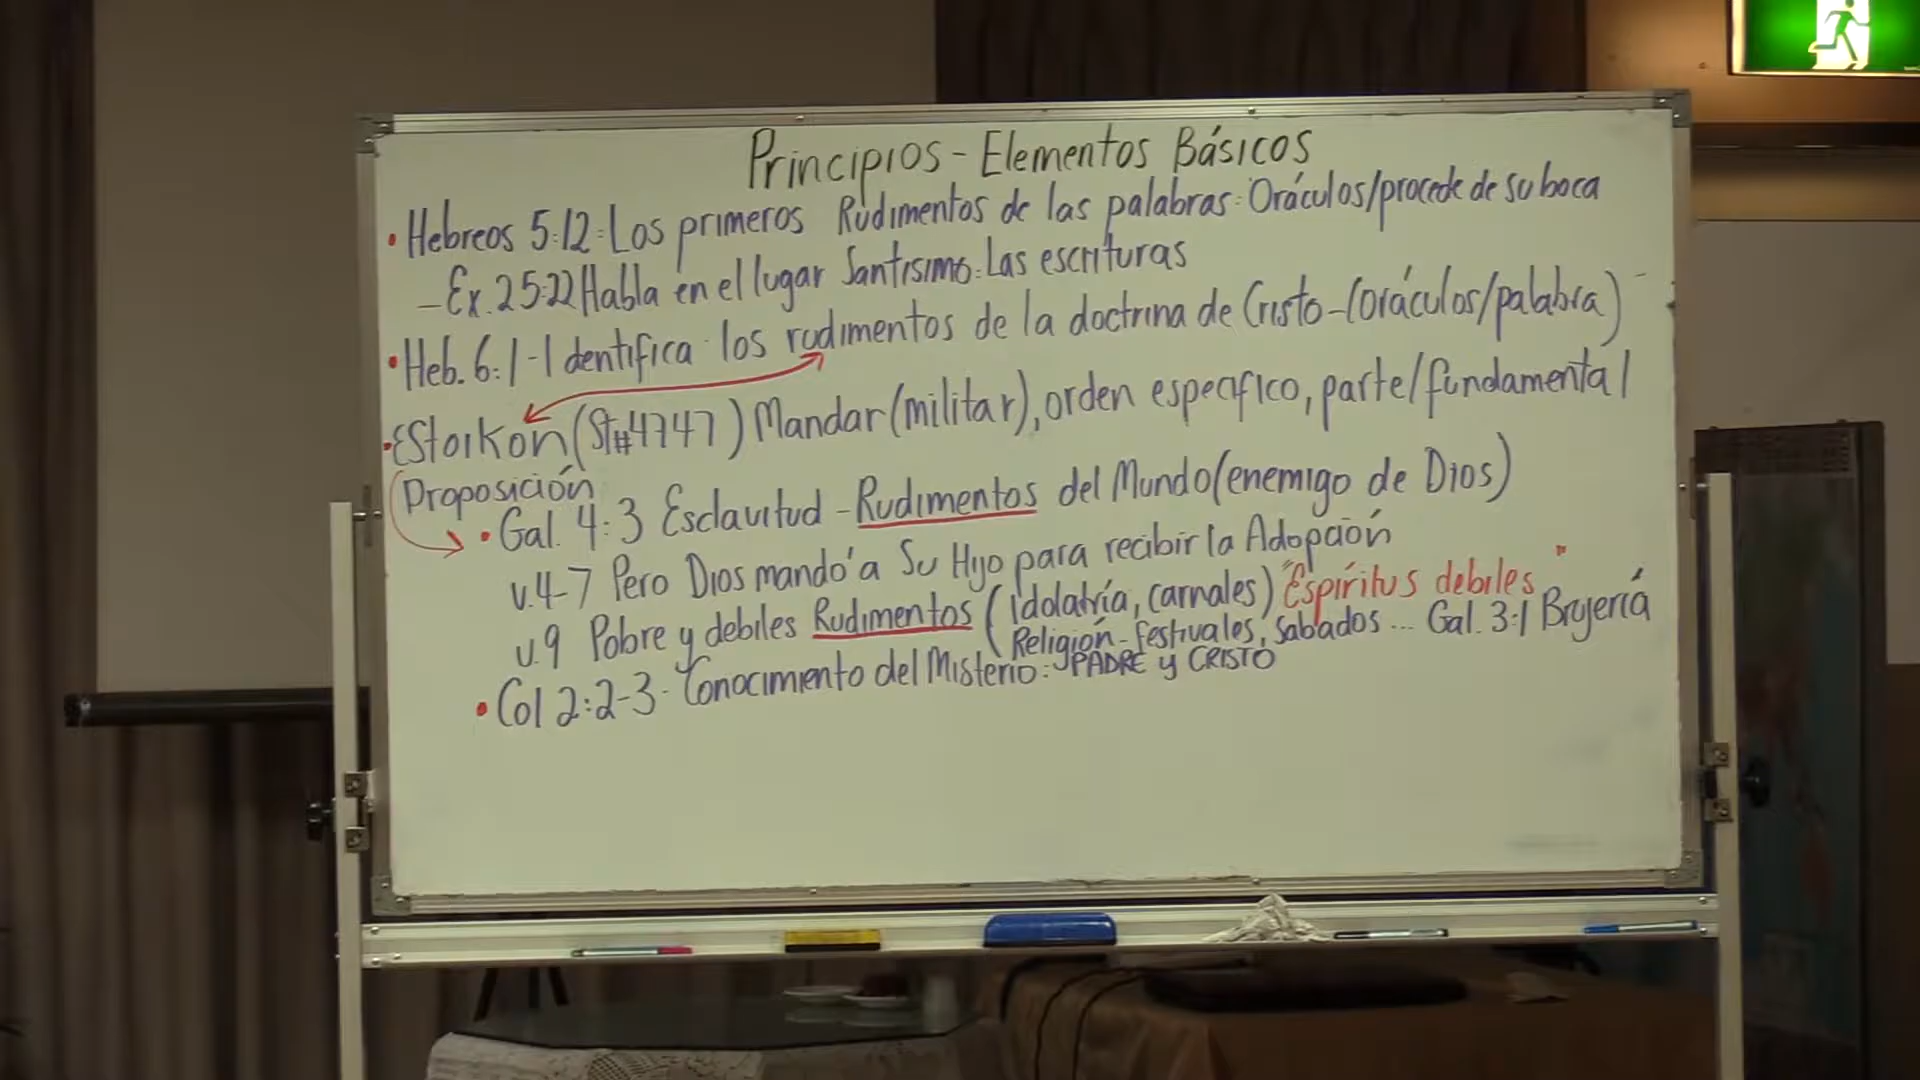 Principios - Elementos Básicos
• Hebreos 5:12: Los primeros Rudimentos de las palabras: Oráculos/procede de su boca
- Ex. 25:22 Habla en el lugar Santísimo: Las escrituras
• Heb. 6:1 - Identifica los rudimentos de la doctrina de Cristo - (oráculos/palabra)
• EStoikon (St#4747) Mandar (militar), orden especifico, parte/fundamental
Proposición
• Gal. 4:3 Esclavitud - Rudimentos del Mundo (enemigo de Dios)
v.4-7 Pero Dios mandó a Su Hijo para recibir la Adopción
v.9 Pobre y debiles Rudimentos (Idolatría, carnales) "Espíritus debiles"
(Religión - festivales, Sabados... Gal. 3:1 Brujería
• Col 2:2-3 - Conocimiento del Misterio: PADRE y CRISTO